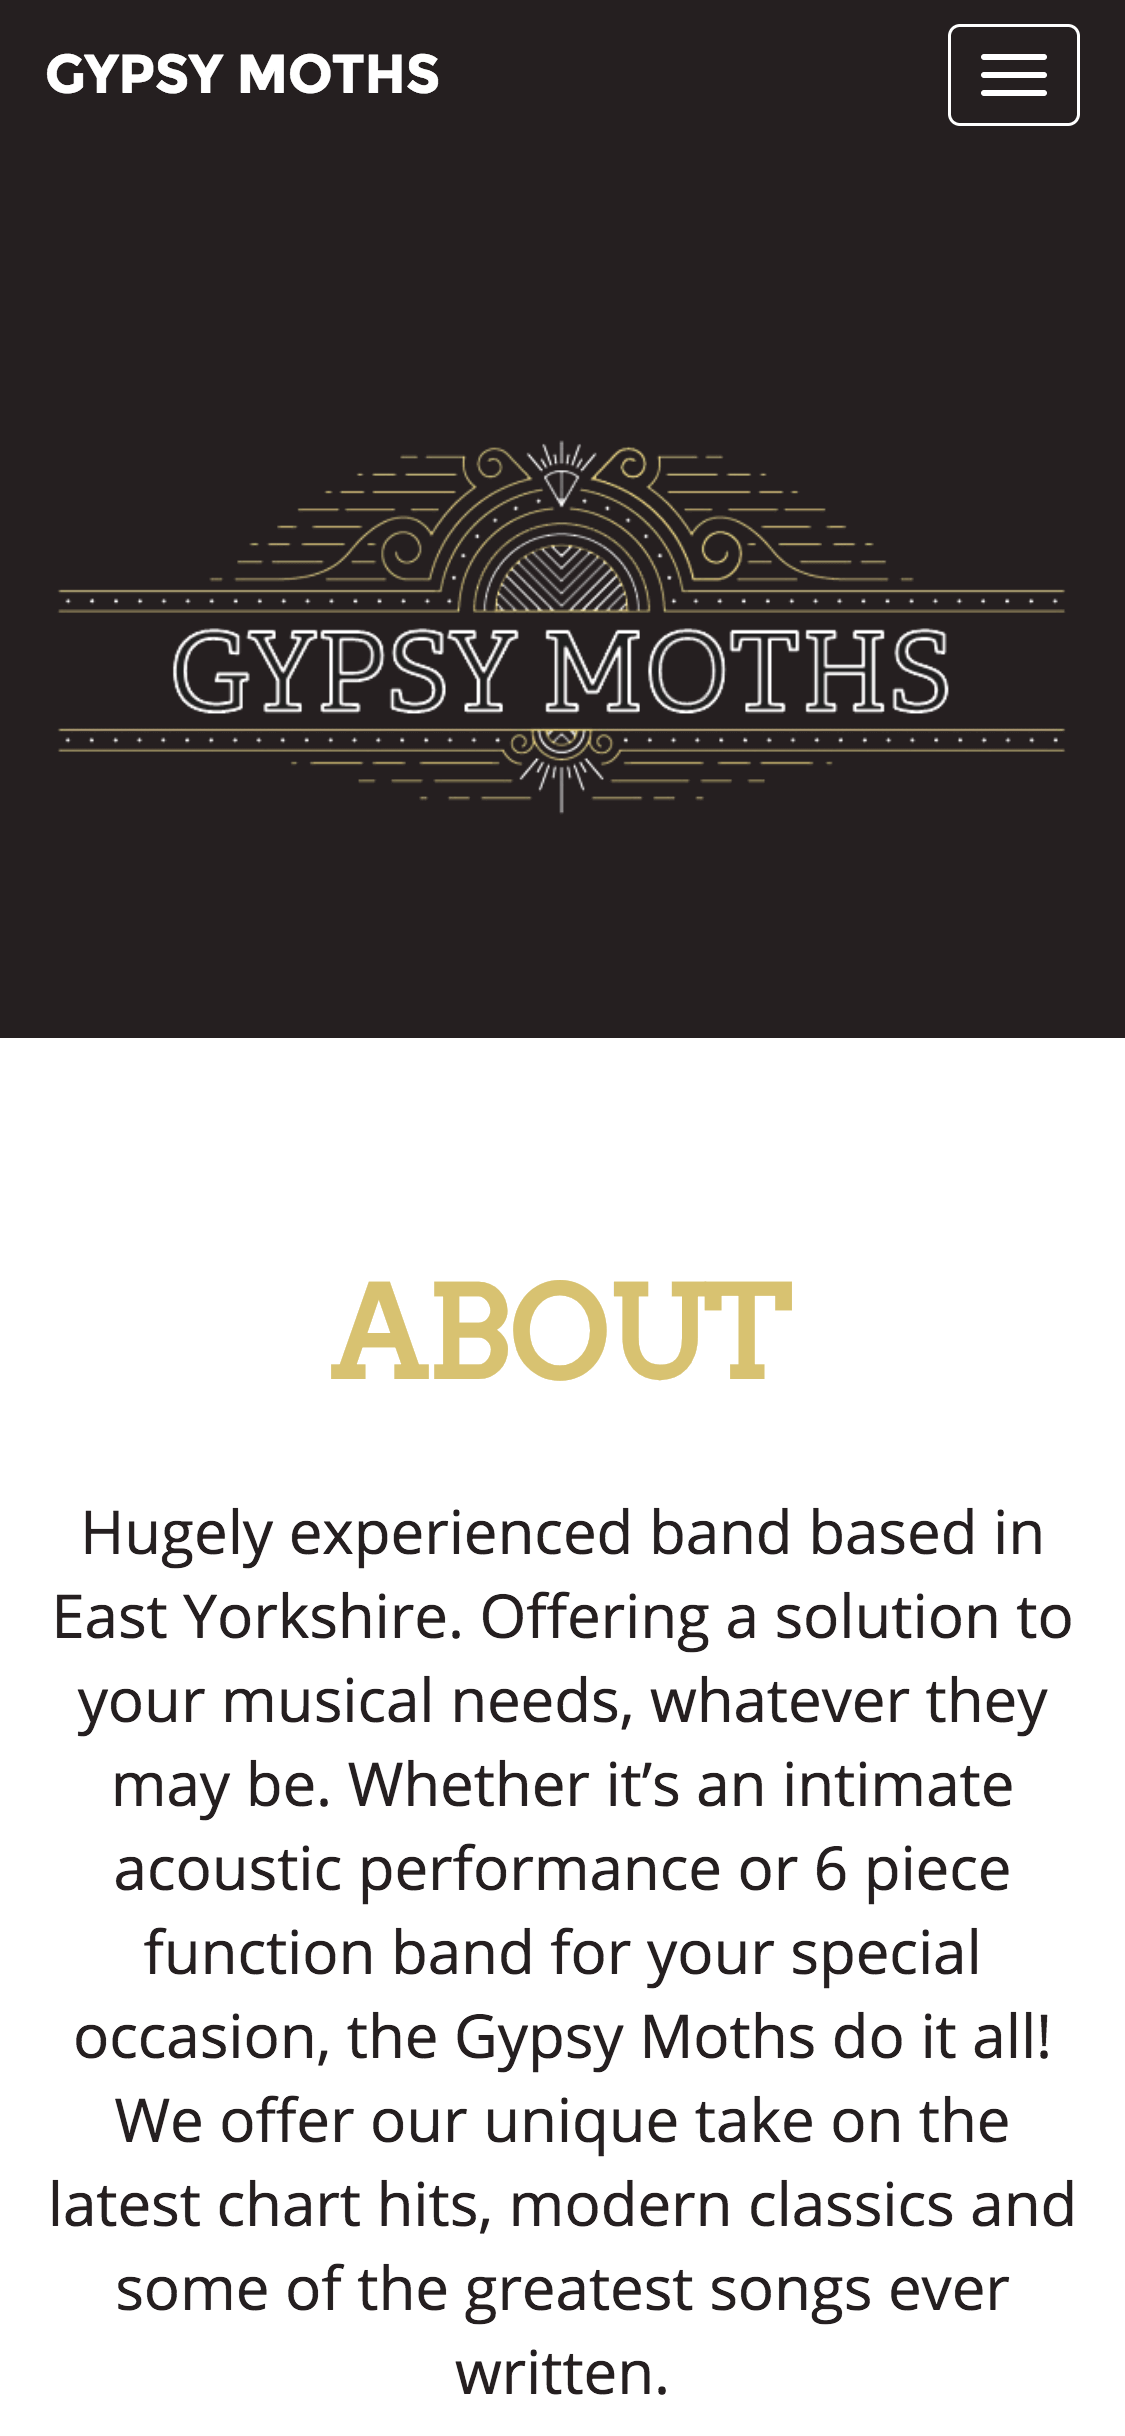 GYPSY MOTHS
GYPSY MOTHS
ABOUT
Hugely experienced band based in
East Yorkshire. Offering a solution to
your musical needs, whatever they
may be. Whether it’s an intimate
acoustic performance or 6 piece
function band for your special
occasion, the Gypsy Moths do it all!
We offer our unique take on the
latest chart hits, modern classics and
some of the greatest songs ever
written.